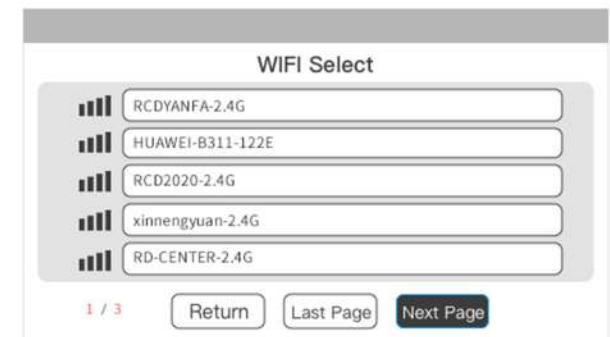 WIFI Select
RCDYANFA-2.4G
HUAWEI-B311-122E
RCD2020-2.4G
xinnengyuan-2.4G
RD-CENTER-2.4G
1 / 3 Return Last Page Next Page